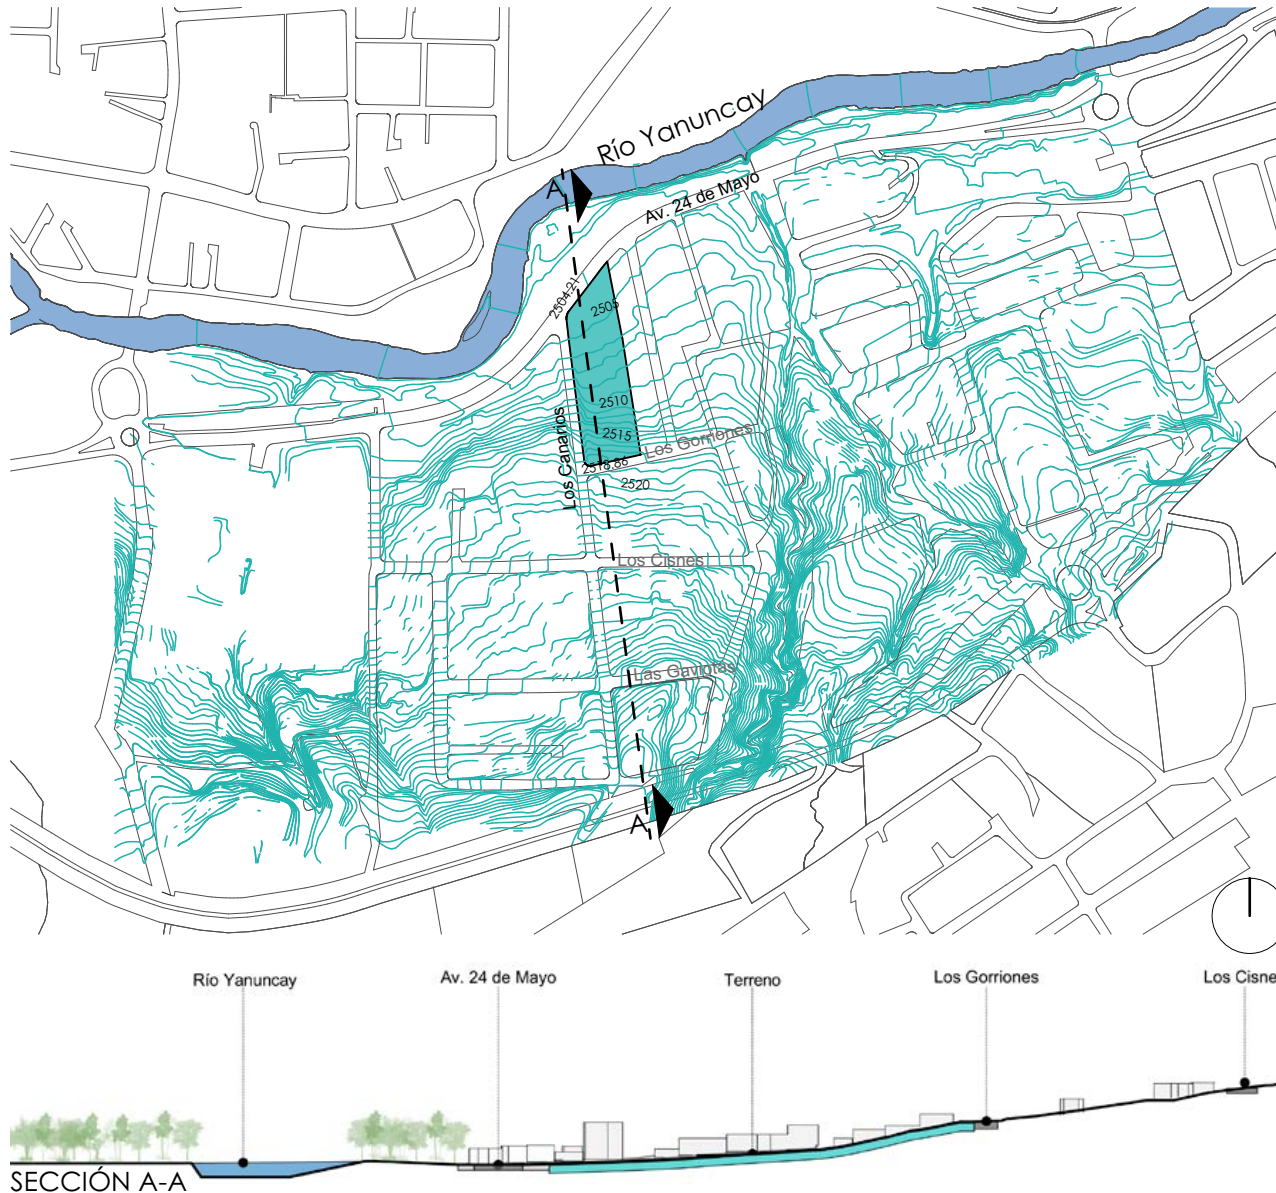 Río Yanuncay
A
Av. 24 de Mayo
2504.21
2505
2510
Los Canarios
2515
Los Gorriones
2518.86
2520
Los Cisnes
Las Gaviotas
A
Río Yanuncay
Av. 24 de Mayo
Terreno
Los Gorriones
Los Cisne
SECCIÓN A-A